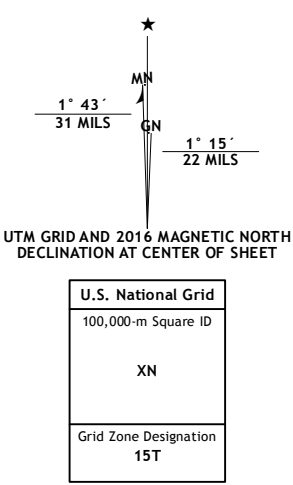 ★
MN
1° 43´
31 MILS
GN
1° 15´
22 MILS
UTM GRID AND 2016 MAGNETIC NORTH
DECLINATION AT CENTER OF SHEET
U.S. National Grid
100,000-m Square ID
XN
Grid Zone Designation
15T